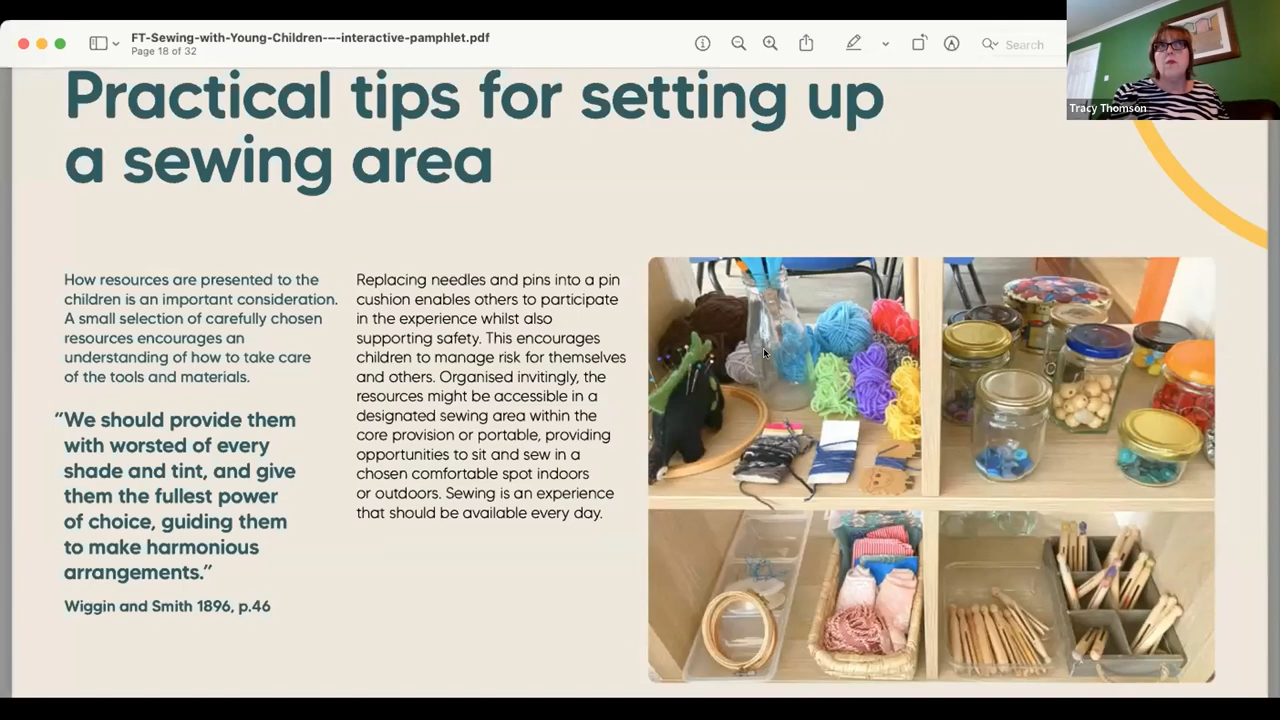 FT-Sewing-with-Young-Children-––-interactive-pamphlet.pdf
Page 18 of 32
Search
Tracy Thomson
Practical tips for setting up
a sewing area
How resources are presented to the
children is an important consideration.
A small selection of carefully chosen
resources encourages an
understanding of how to take care
of the tools and materials.
“We should provide them
with worsted of every
shade and tint, and give
them the fullest power
of choice, guiding them
to make harmonious
arrangements.”
Wiggin and Smith 1896, p.46
Replacing needles and pins into a pin
cushion enables others to participate
in the experience whilst also
supporting safety. This encourages
children to manage risk for themselves
and others. Organised invitingly, the
resources might be accessible in a
designated sewing area within the
core provision or portable, providing
opportunities to sit and sew in a
chosen comfortable spot indoors
or outdoors. Sewing is an experience
that should be available every day.